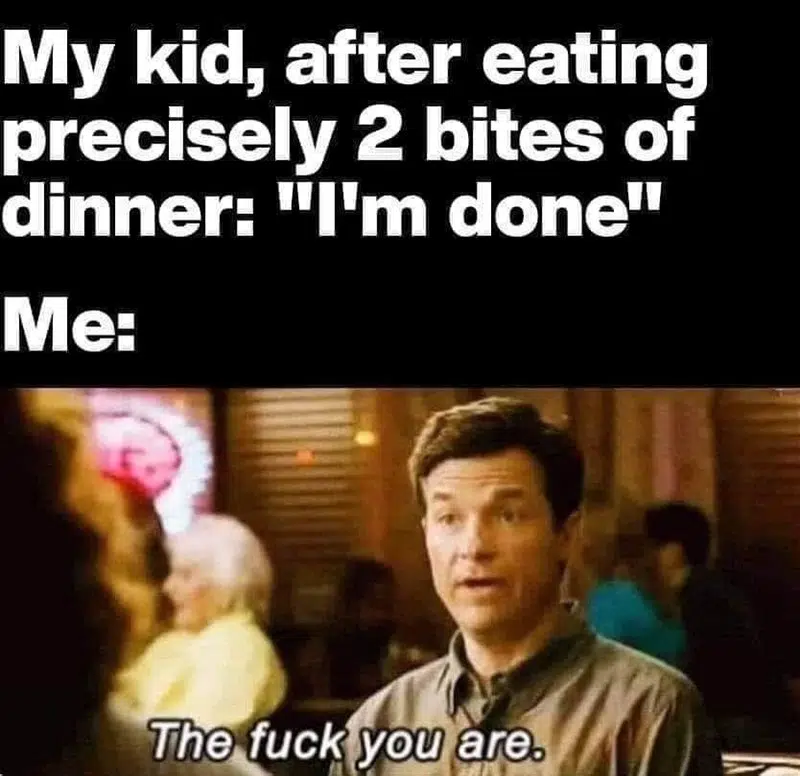 My kid, after eating
precisely 2 bites of
dinner: "I'm done"
Me:
The fuck you are.